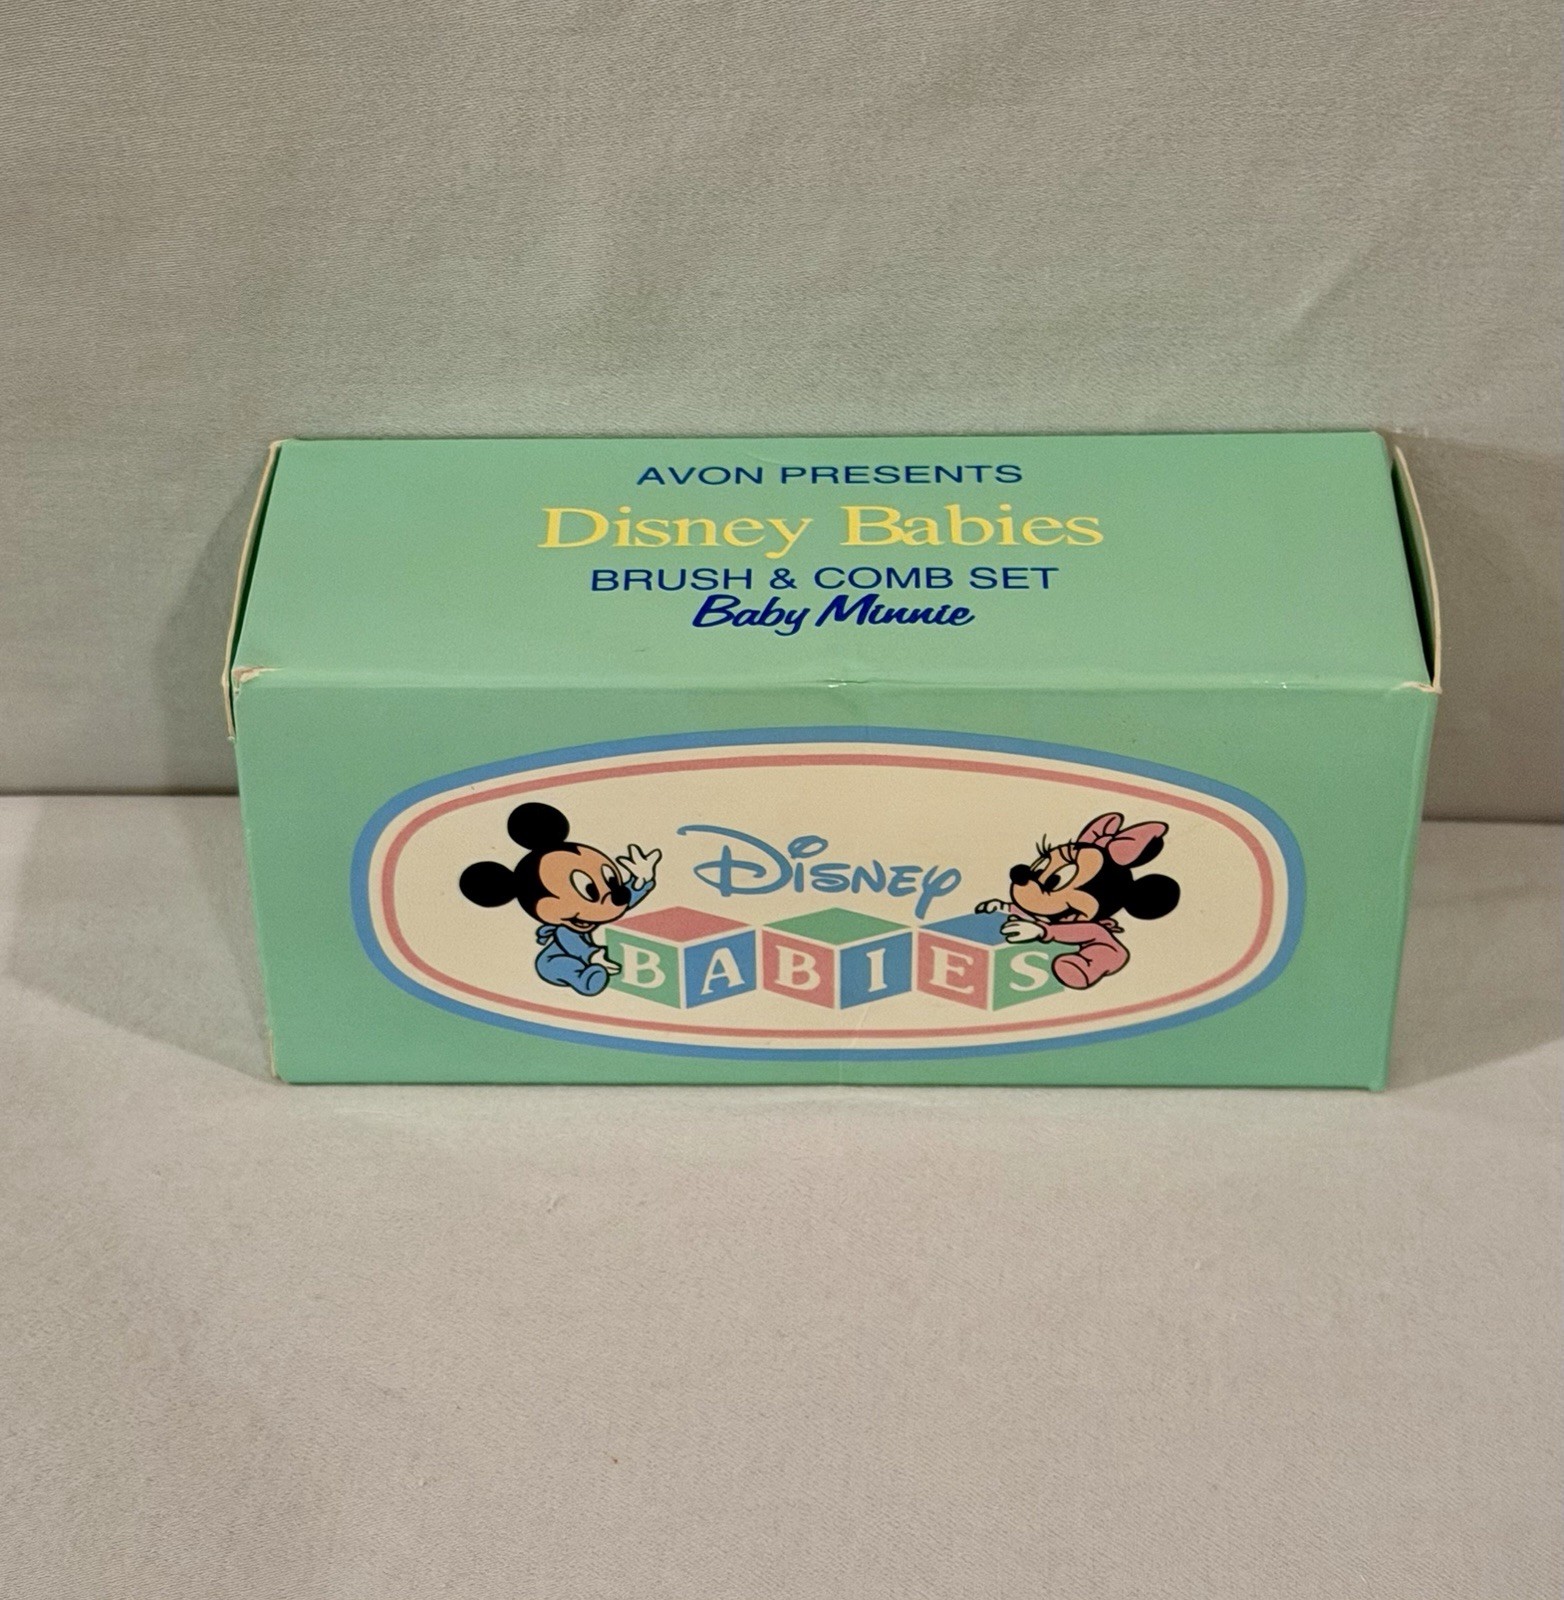 AVON PRESENTS
Disney Babies
BRUSH & COMB SET
Baby Minnie
Disney
BABIES